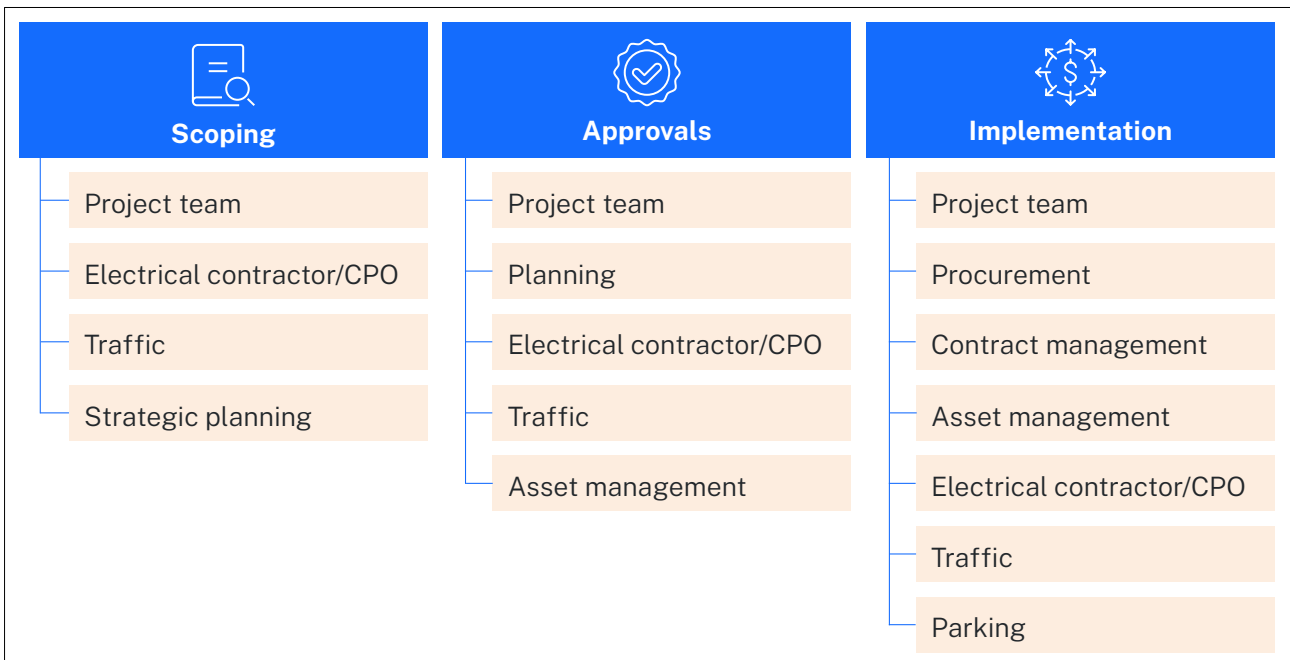 Scoping
Project team
Electrical contractor/CPO
Traffic
Strategic planning
Approvals
Project team
Planning
Electrical contractor/CPO
Traffic
Asset management
$
Implementation
Project team
Procurement
Contract management
Asset management
Electrical contractor/CPO
Traffic
Parking